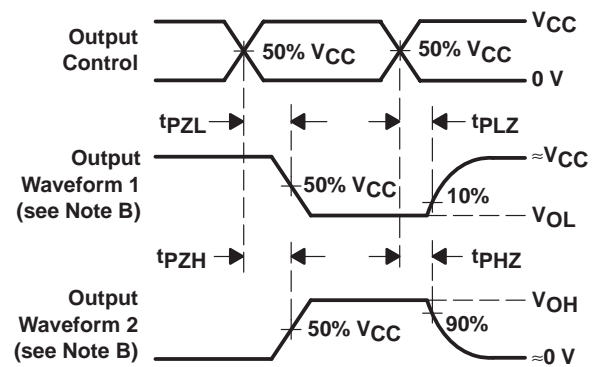 Output
Control
50% VCC
50% VCC
VCC
0 V
tPZL
tPLZ
Output
Waveform 1
(see Note B)
50% VCC
10%
≈VCC
VOL
tPZH
tPHZ
Output
Waveform 2
(see Note B)
50% VCC
90%
VOH
≈0 V